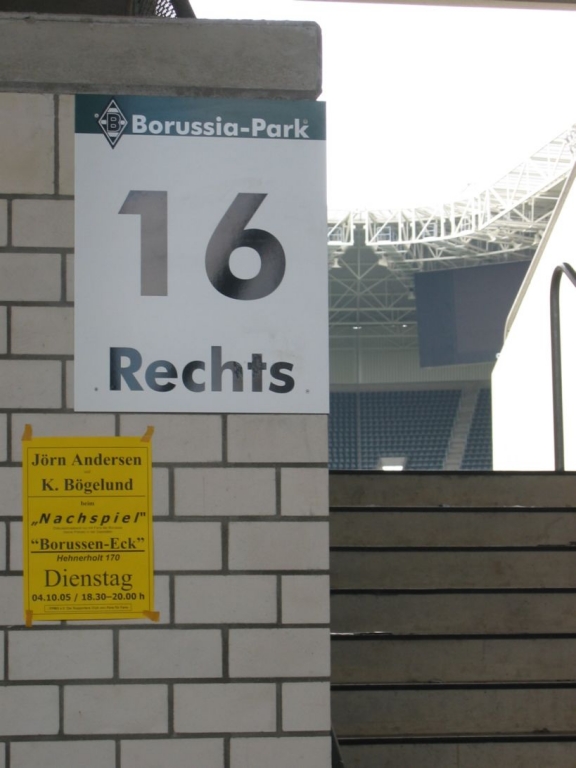 Borussia-Park
16
Rechts
Jörn Andersen
K. Bögelund
beim
„Nachspiel"
“Borussen-Eck”
Hehnerholt 170
Dienstag
04.10.05 / 18.30–20.00 h